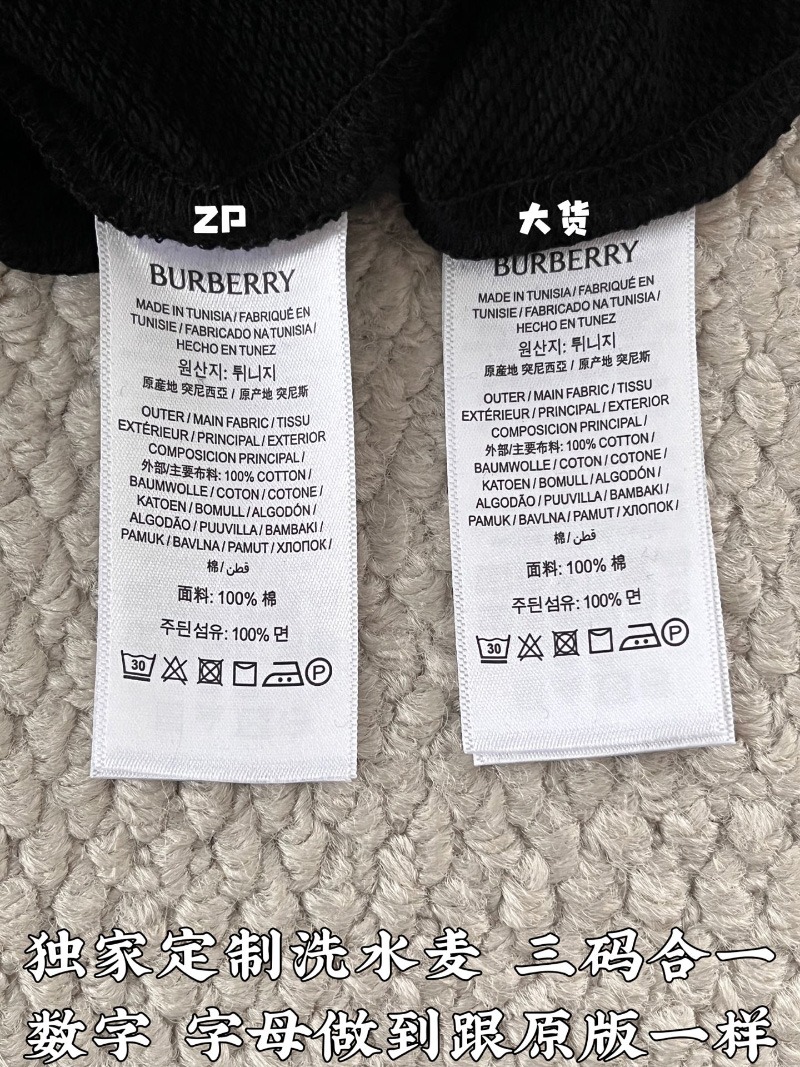 ZP
BURBERRY
MADE IN TUNISIA / FABRIQUÉ EN
TUNISIE / FABRICADO NA TUNISIA /
HECHO EN TUNEZ
원산지: 튀니지
原産地 突尼西亞 / 原产地 突尼斯
OUTER / MAIN FABRIC / TISSU
EXTÉRIEUR / PRINCIPAL / EXTERIOR
COMPOSICION PRINCIPAL /
外部/主要布料: 100% COTTON /
BAUMWOLLE / COTON / COTONE /
KATOEN / BOMULL / ALGODÓN /
ALGODÃO / PUUVILLA / BAMBAKI /
PAMUK / BAVLNA / PAMUT / ХЛОПОК /
棉 / قطن
面料: 100% 棉
주된섬유: 100% 면
30
P
大货
BURBERRY
MADE IN TUNISIA / FABRIQUÉ EN
TUNISIE / FABRICADO NA TUNISIA /
HECHO EN TUNEZ
원산지: 튀니지
原産地 突尼西亞 / 原产地 突尼斯
OUTER / MAIN FABRIC / TISSU
EXTÉRIEUR / PRINCIPAL / EXTERIOR
COMPOSICION PRINCIPAL /
外部/主要布料: 100% COTTON /
BAUMWOLLE / COTON / COTONE /
KATOEN / BOMULL / ALGODÓN /
ALGODÃO / PUUVILLA / BAMBAKI /
PAMUK / BAVLNA / PAMUT / ХЛОПОК /
棉 / قطن
面料: 100% 棉
주된섬유: 100% 면
30
P
独家定制洗水麦 三码合一
数字 字母做到跟原版一样